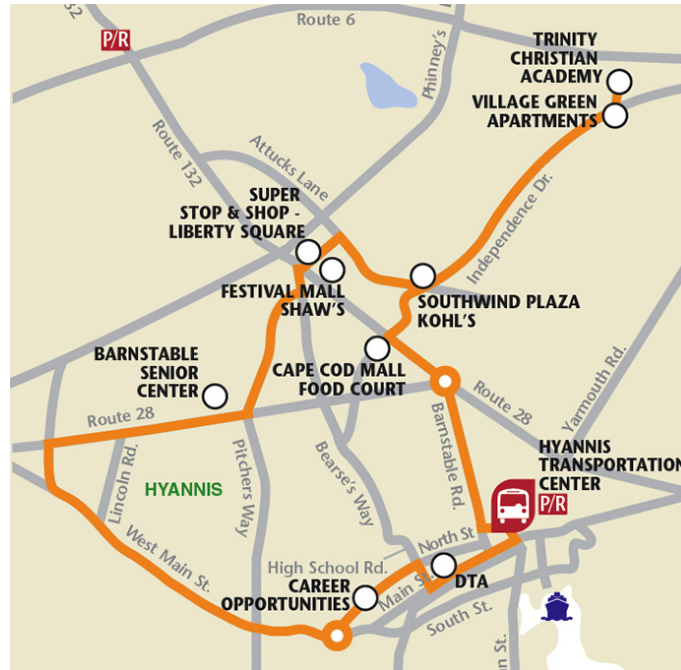 Route 6
P/R
Phinney's
TRINITY
CHRISTIAN
ACADEMY
VILLAGE GREEN
APARTMENTS
Route 132
Attucks Lane
SUPER
STOP & SHOP -
LIBERTY SQUARE
Independence Dr.
FESTIVAL MALL
SHAW'S
SOUTHWIND PLAZA
KOHL'S
BARNSTABLE
SENIOR
CENTER
CAPE COD MALL
FOOD COURT
Route 28
Route 28
Yarmouth Rd.
Barnstable Rd.
Lincoln Rd.
Pitchers Way
Bearse's Way
HYANNIS
HYANNIS
TRANSPORTATION
CENTER
P/R
West Main St.
North St
High School Rd.
CAREER
OPPORTUNITIES
Main St.
DTA
South St.
n St.